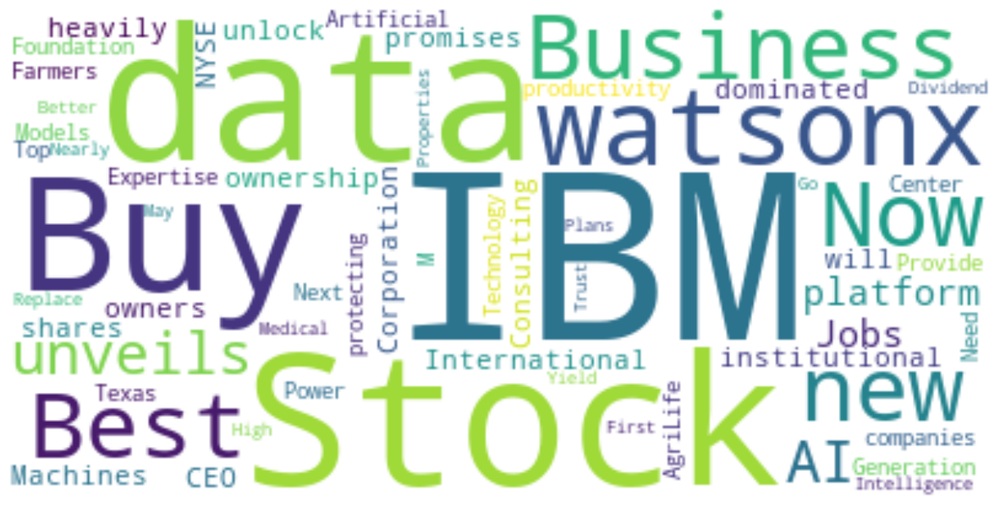 heavily
NYSE
unlock
Artificial
promises
Business
Foundation
Farmers
data
Properties
productivity
dominated
Dividend
Better
watsonx
Models
Top
Nearly
Expertise
ownership
Corporation
IBM
Go
Center
Buy
May
Technology
Consulting
Plans
Now
protecting
M
Trust
will
Provide
Replace
owners
Next
platform
shares
Medical
Jobs
Need
unveils
International
institutional
Stock
Yield
new
Best
Texas
Power
High
First
AgriLife
companies
Machines
CEO
AI
Generation
Intelligence